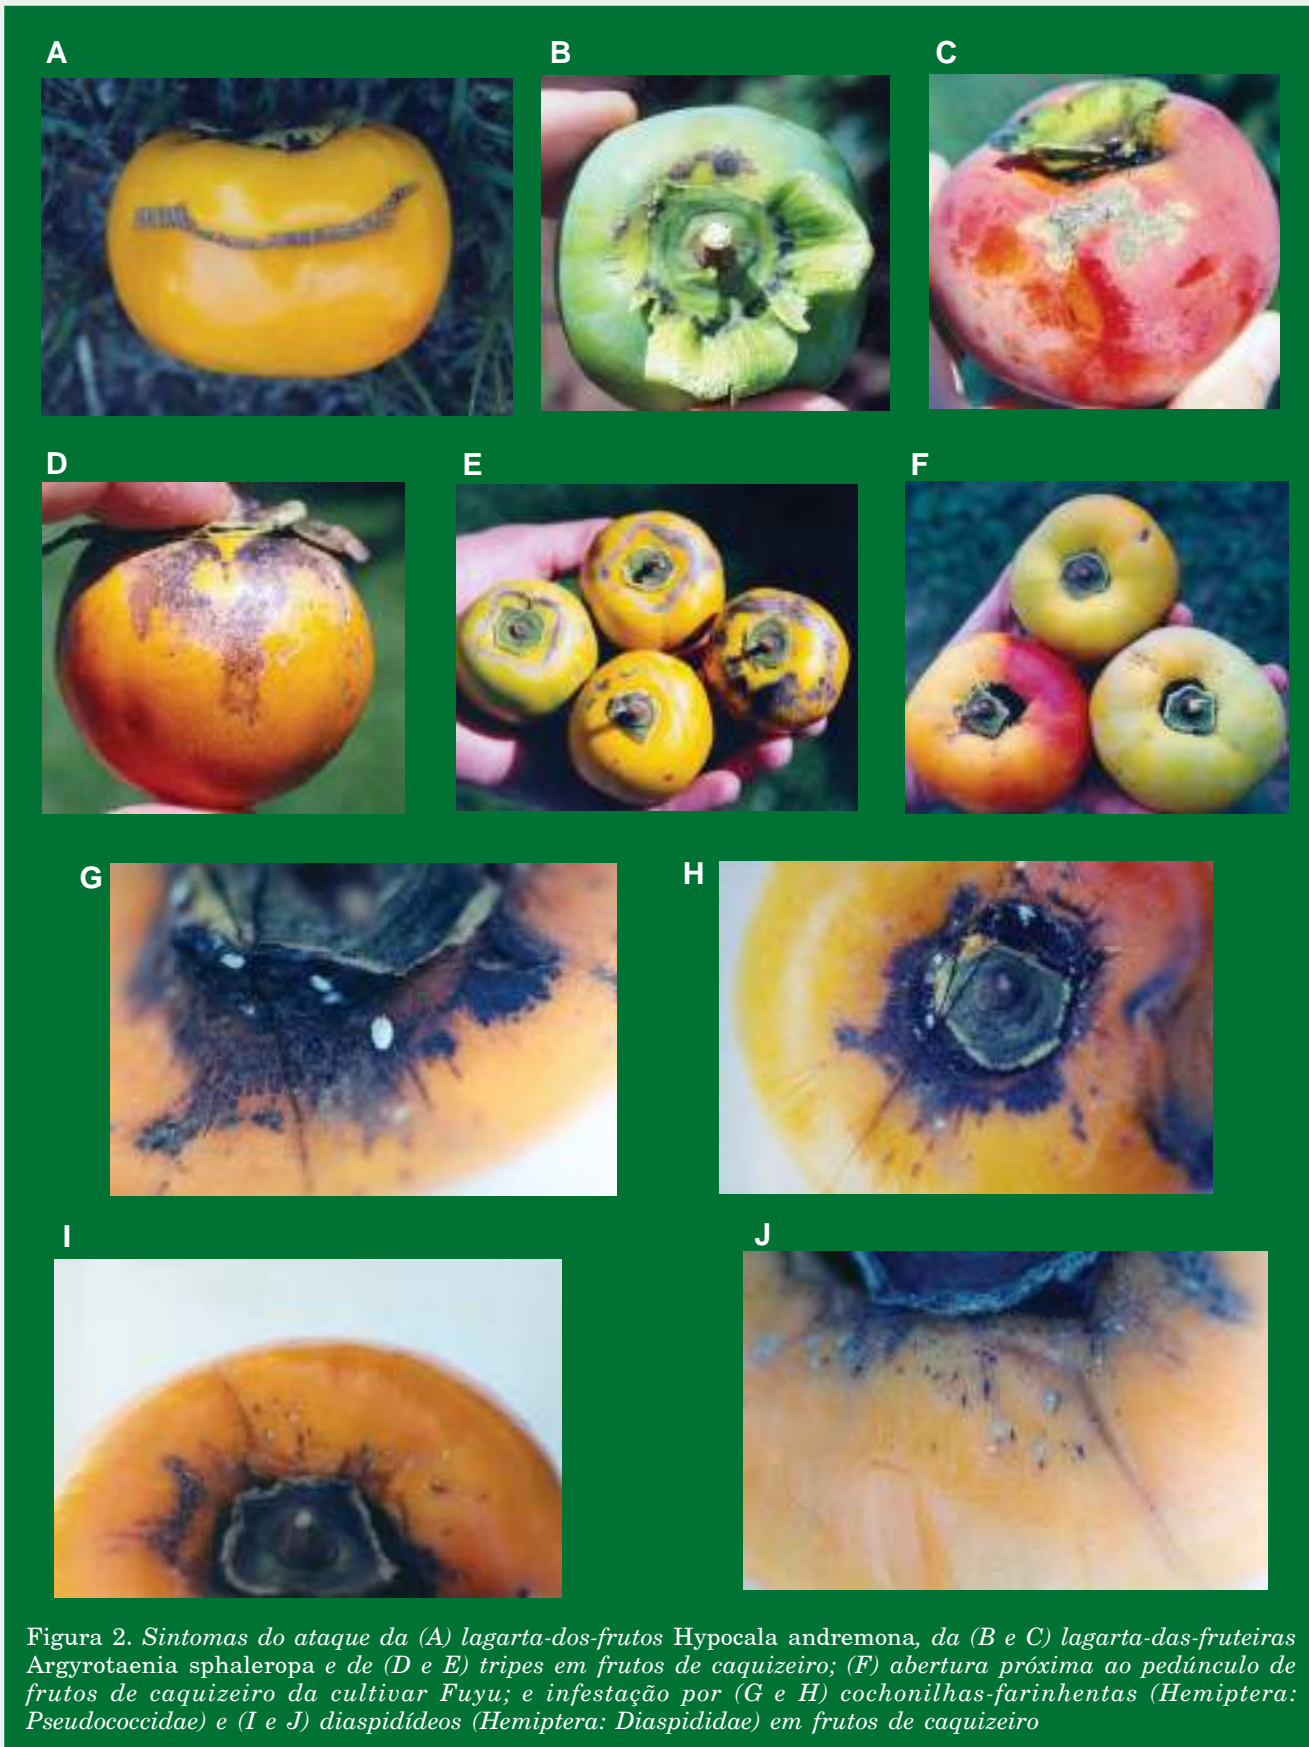 A
B
C
D
E
F
G
H
I
J
Figura 2. Sintomas do ataque da (A) lagarta-dos-frutos Hypocala andremona, da (B e C) lagarta-das-fruteiras
Argyrotaenia sphaleropa e de (D e E) tripes em frutos de caquizeiro; (F) abertura próxima ao pedúnculo de
frutos de caquizeiro da cultivar Fuyu; e infestação por (G e H) cochonilhas-farinhentas (Hemiptera:
Pseudococcidae) e (I e J) diaspidídeos (Hemiptera: Diaspididae) em frutos de caquizeiro